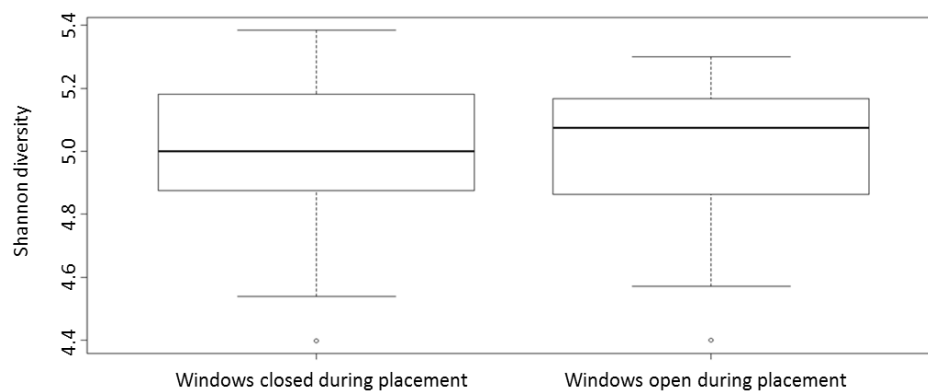 Shannon diversity
5.4
5.2
5.0
4.8
4.6
4.4
Windows closed during placement
Windows open during placement